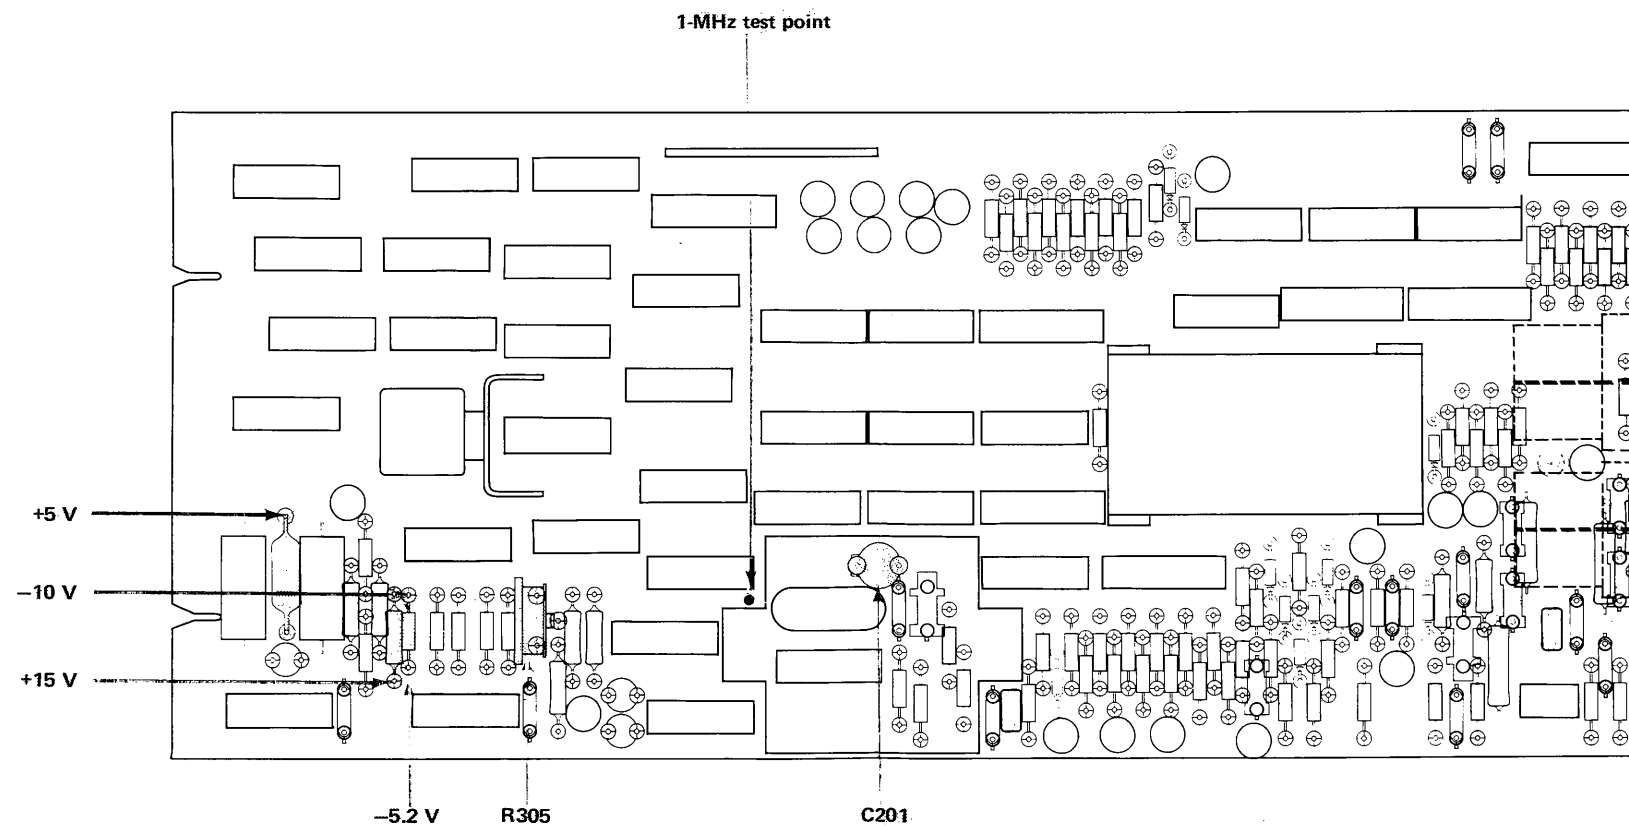 1-MHz test point
+5 V
−10 V
+15 V
−5.2 V
R305
C201